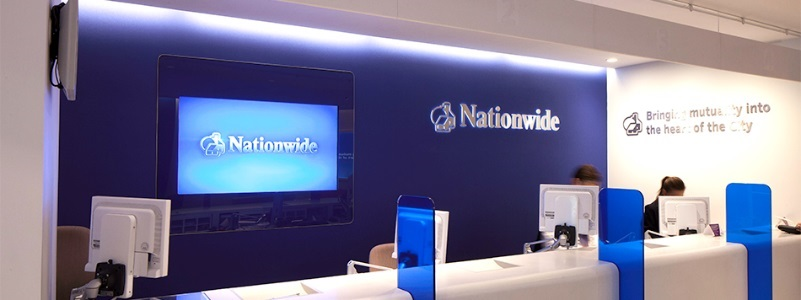 Nationwide
Nationwide
Bringing mutuality into
the heart of the City